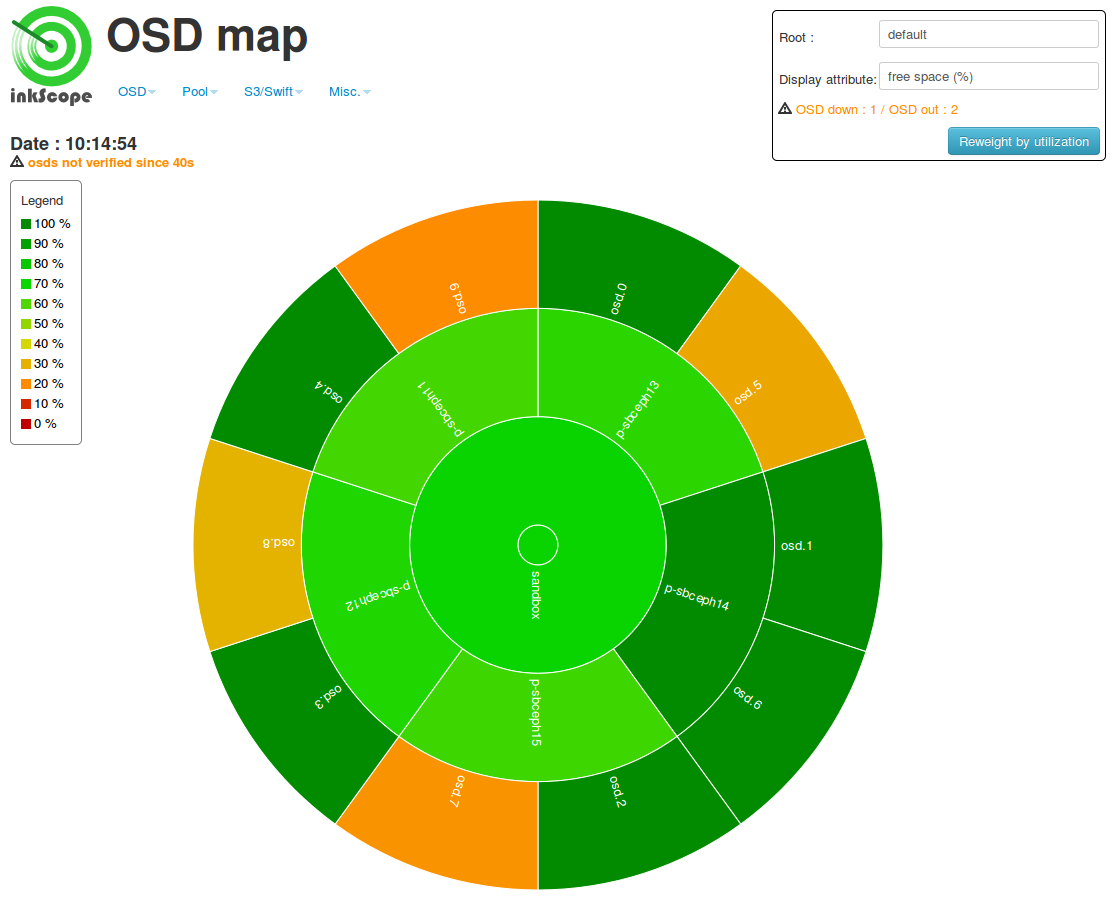 inkScope
OSD map
OSD
Pool
S3/Swift
Misc.
Root :
default
Display attribute:
free space (%)
OSD down : 1 / OSD out : 2
Reweight by utilization
Date : 10:14:54
osds not verified since 40s
Legend
100 %
90 %
80 %
70 %
60 %
50 %
40 %
30 %
20 %
10 %
0 %
osd.9
osd.0
osd.4
p-sbceph11
p-sbceph13
osd.5
osd.8
p-sbceph12
sandbox
p-sbceph14
osd.1
osd.3
p-sbceph15
osd.6
osd.7
osd.2